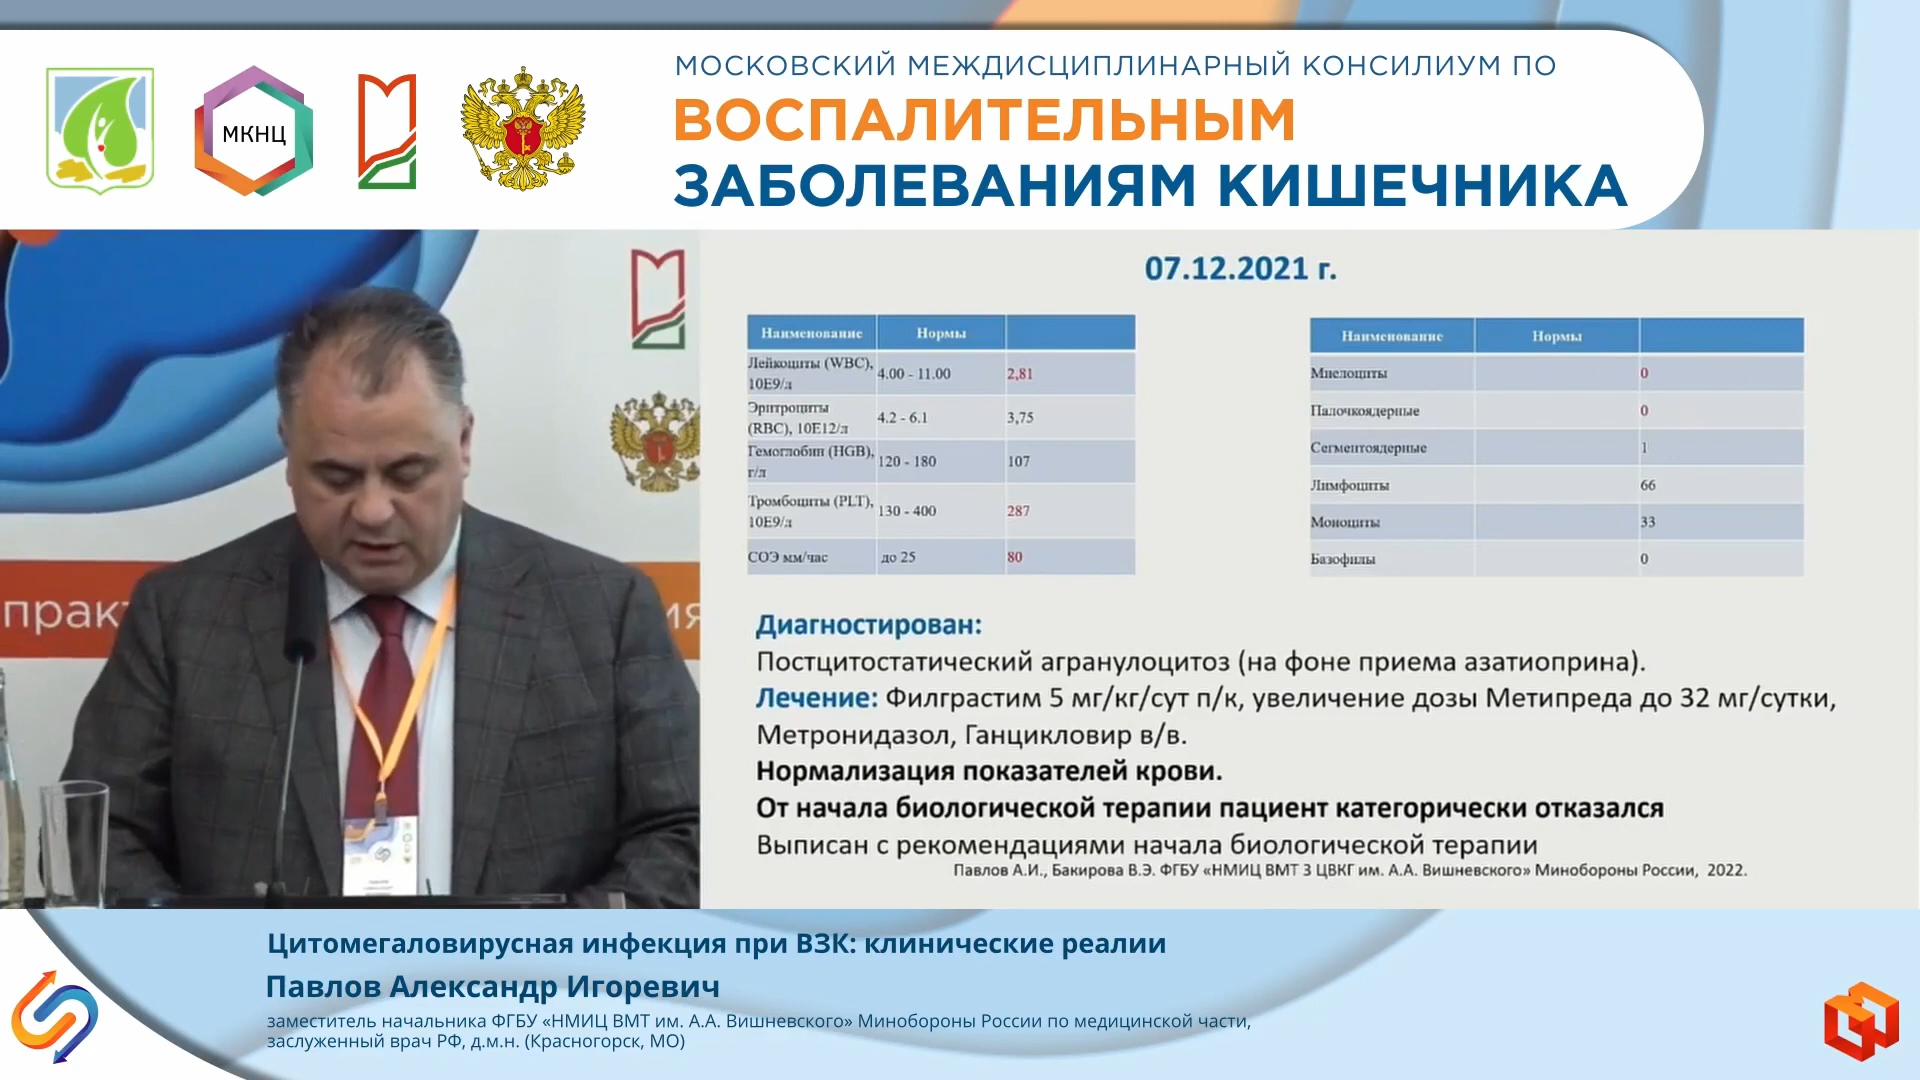 МКНЦ
МОСКОВСКИЙ МЕЖДИСЦИПЛИНАРНЫЙ КОНСИЛИУМ ПО
ВОСПАЛИТЕЛЬНЫМ
ЗАБОЛЕВАНИЯМ КИШЕЧНИКА
прак
ия
07.12.2021 г.
Наименование Нормы
Лейкоциты (WBC), 10Е9/л 4.00 - 11.00 2,81
Эритроциты (RBC), 10Е12/л 4.2 - 6.1 3,75
Гемоглобин (HGB), г/л 120 - 180 107
Тромбоциты (PLT), 10Е9/л 130 - 400 287
СОЭ мм/час до 25 80
Наименование Нормы
Миелоциты 0
Палочкоядерные 0
Сегментоядерные 1
Лимфоциты 66
Моноциты 33
Базофилы 0
Диагностирован:
Постцитостатический агранулоцитоз (на фоне приема азатиоприна).
Лечение: Филграстим 5 мг/кг/сут п/к, увеличение дозы Метипреда до 32 мг/сутки,
Метронидазол, Ганцикловир в/в.
Нормализация показателей крови.
От начала биологической терапии пациент категорически отказался
Выписан с рекомендациями начала биологической терапии
Павлов А.И., Бакирова В.Э. ФГБУ «НМИЦ ВМТ 3 ЦВКГ им. А.А. Вишневского» Минобороны России, 2022.
Цитомегаловирусная инфекция при ВЗК: клинические реалии
Павлов Александр Игоревич
заместитель начальника ФГБУ «НМИЦ ВМТ им. А.А. Вишневского» Минобороны России по медицинской части,
заслуженный врач РФ, д.м.н. (Красногорск, МО)